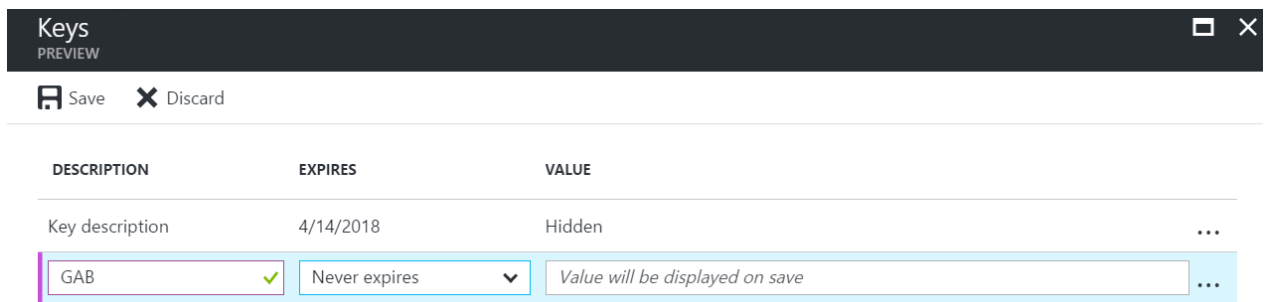 Keys
PREVIEW
Save Discard
DESCRIPTION EXPIRES VALUE
Key description 4/14/2018 Hidden ...
GAB Never expires Value will be displayed on save ...